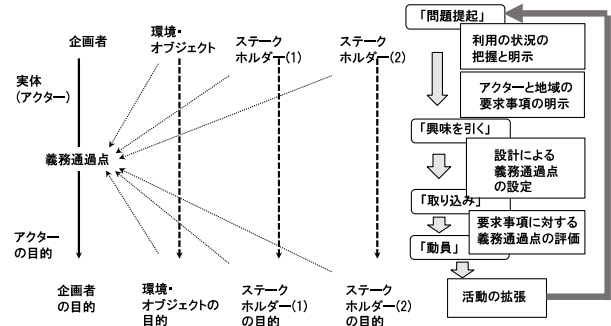 企画者
環境・
オブジェクト
ステーク
ホルダー(1)
ステーク
ホルダー(2)
実体
(アクター)
義務通過点
アクター
の目的
企画者
の目的
環境・
オブジェクトの
目的
ステーク
ホルダー(1)
の目的
ステーク
ホルダー(2)
の目的
「問題提起」
利用の状況の
把握と明示
アクターと地域の
要求事項の明示
「興味を引く」
設計による
義務通過点
の設定
「取り込み」
要求事項に対する
義務通過点の評価
「動員」
活動の拡張